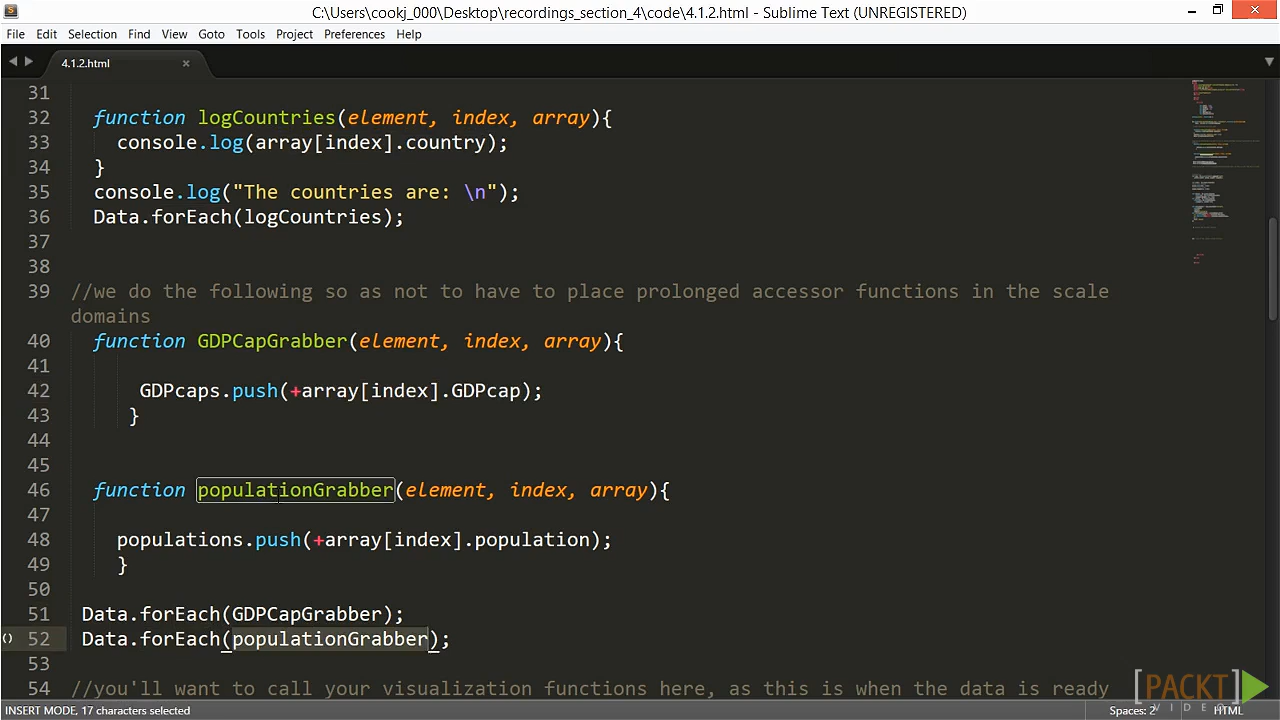 C:\Users\cookj_000\Desktop\recordings_section_4\code\4.1.2.html - Sublime Text (UNREGISTERED)
File Edit Selection Find View Goto Tools Project Preferences Help
4.1.2.html
31
32 function logCountries(element, index, array){
33 console.log(array[index].country);
34 }
35 console.log("The countries are: \n");
36 Data.forEach(logCountries);
37
38
39 //we do the following so as not to have to place prolonged accessor functions in the scale
domains
40 function GDPCapGrabber(element, index, array){
41
42 GDPcaps.push(+array[index].GDPcap);
43 }
44
45
46 function populationGrabber(element, index, array){
47
48 populations.push(+array[index].population);
49 }
50
51 Data.forEach(GDPCapGrabber);
52 Data.forEach(populationGrabber);
53
54 //you'll want to call your visualization functions here, as this is when the data is ready
[PACKT]
VIDEO
INSERT MODE, 17 characters selected
Spaces: 2
HTML